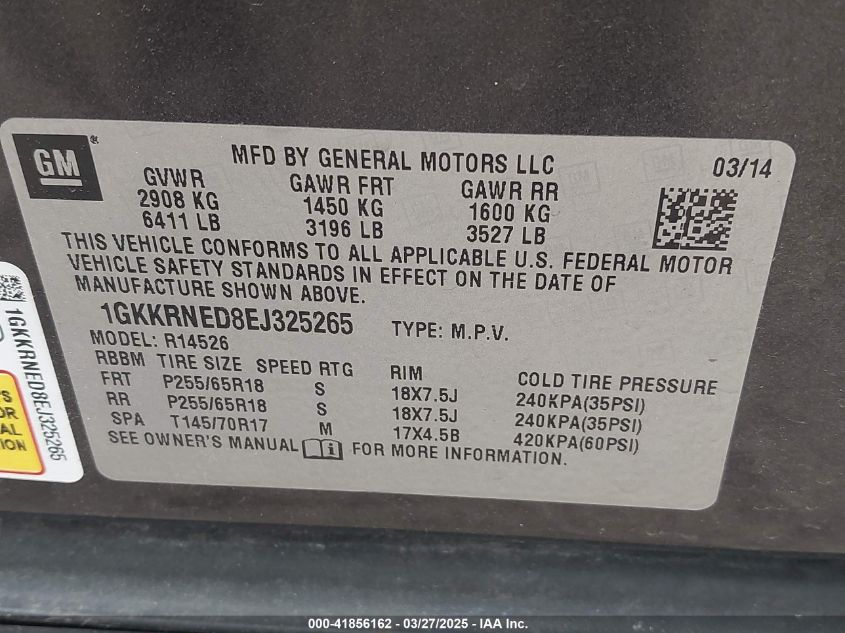 GM
MFD BY GENERAL MOTORS LLC
03/14
GVWR GAWR FRT GAWR RR
2908 KG 1450 KG 1600 KG
6411 LB 3196 LB 3527 LB
THIS VEHICLE CONFORMS TO ALL APPLICABLE U.S. FEDERAL MOTOR
VEHICLE SAFETY STANDARDS IN EFFECT ON THE DATE OF
MANUFACTURE SHOWN ABOVE.
1GKKRNED8EJ325265 TYPE: M.P.V.
MODEL: R14526
RBBM TIRE SIZE SPEED RTG RIM COLD TIRE PRESSURE
FRT P255/65R18 S 18X7.5J 240KPA(35PSI)
RR P255/65R18 S 18X7.5J 240KPA(35PSI)
SPA T145/70R17 M 17X4.5B 420KPA(60PSI)
SEE OWNER'S MANUAL FOR MORE INFORMATION.
1GKKRNED8EJ325265
000-41856162 - 03/27/2025 - IAA Inc.